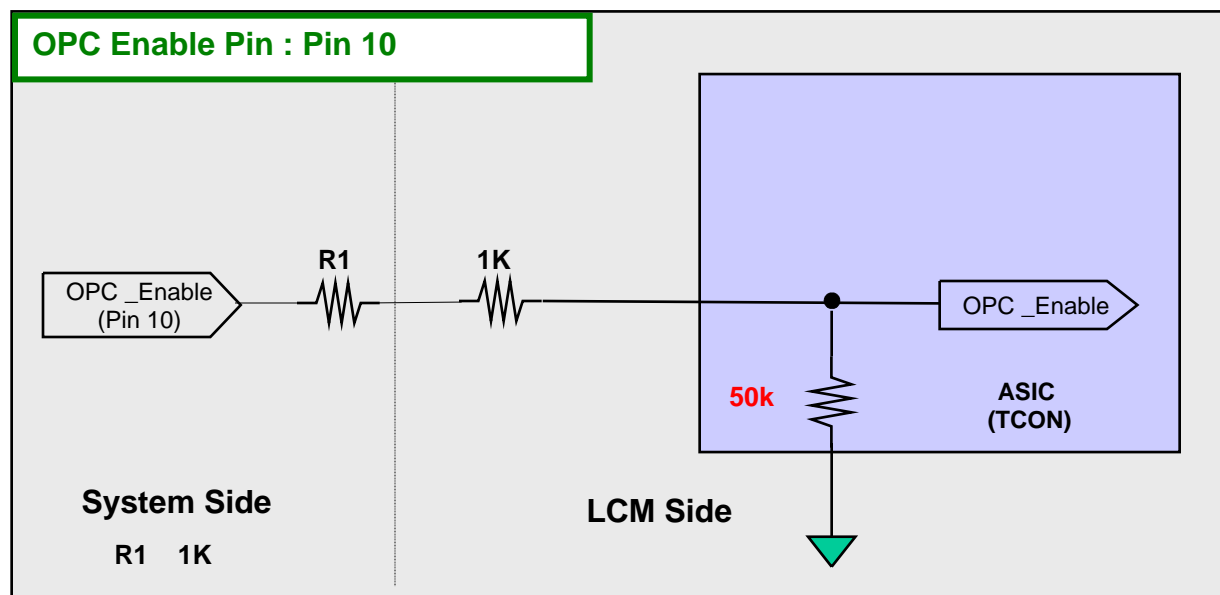 OPC Enable Pin : Pin 10
R1
1K
OPC _Enable
(Pin 10)
OPC _Enable
50k
ASIC
(TCON)
System Side
LCM Side
R1 1K